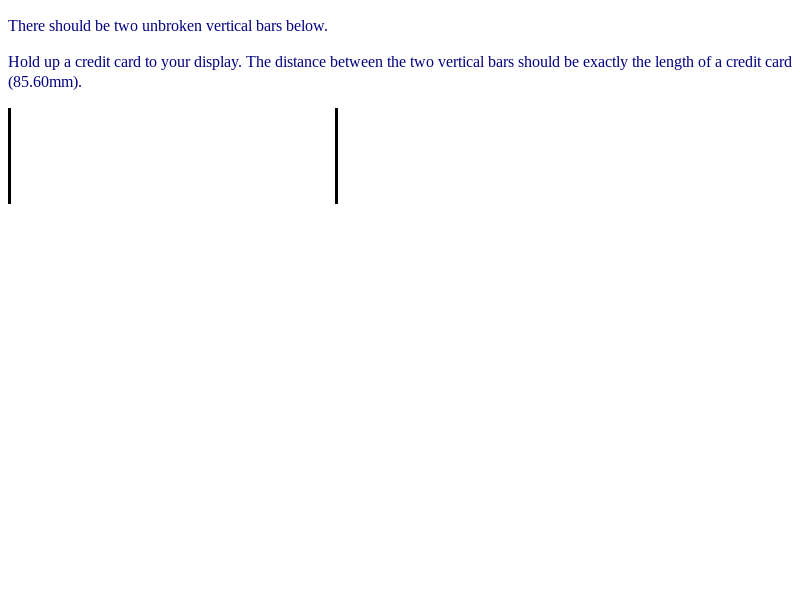 There should be two unbroken vertical bars below.
Hold up a credit card to your display. The distance between the two vertical bars should be exactly the length of a credit card
(85.60mm).